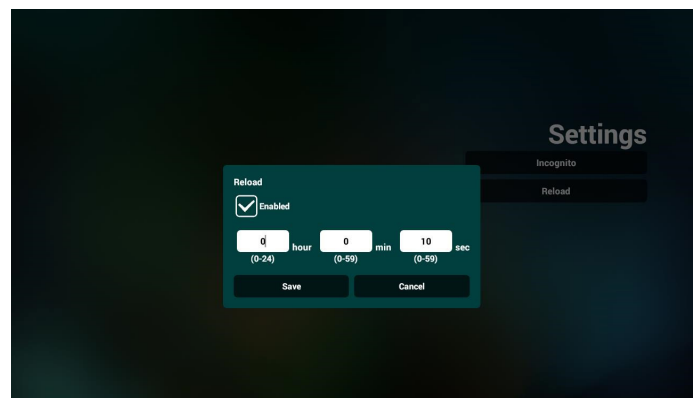 Settings
Incognito
Reload
Reload
Enabled
0 hour 0 min 10 sec
(0-24) (0-59) (0-59)
Save Cancel